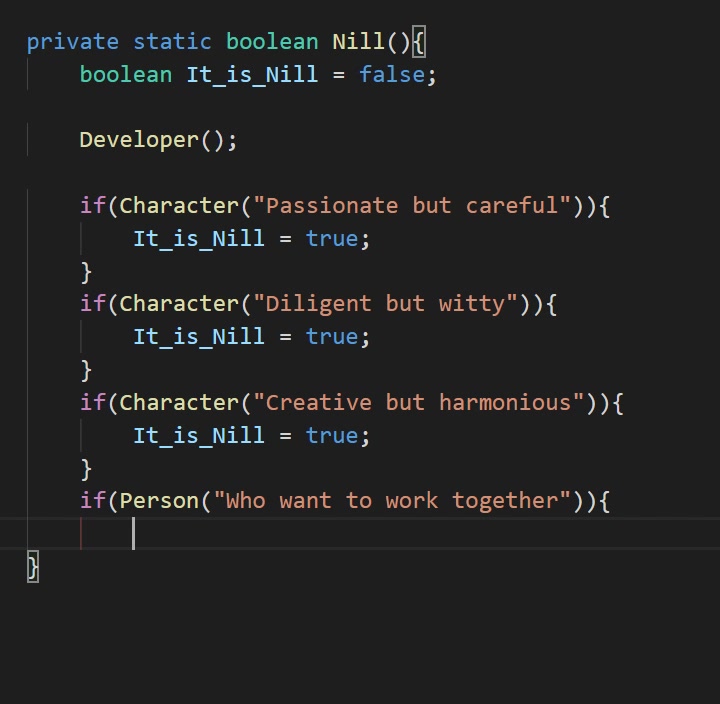 private static boolean Nill(){
    boolean It_is_Nill = false;
    Developer();
    if(Character("Passionate but careful")){
        It_is_Nill = true;
    }
    if(Character("Diligent but witty")){
        It_is_Nill = true;
    }
    if(Character("Creative but harmonious")){
        It_is_Nill = true;
    }
    if(Person("Who want to work together")){
}